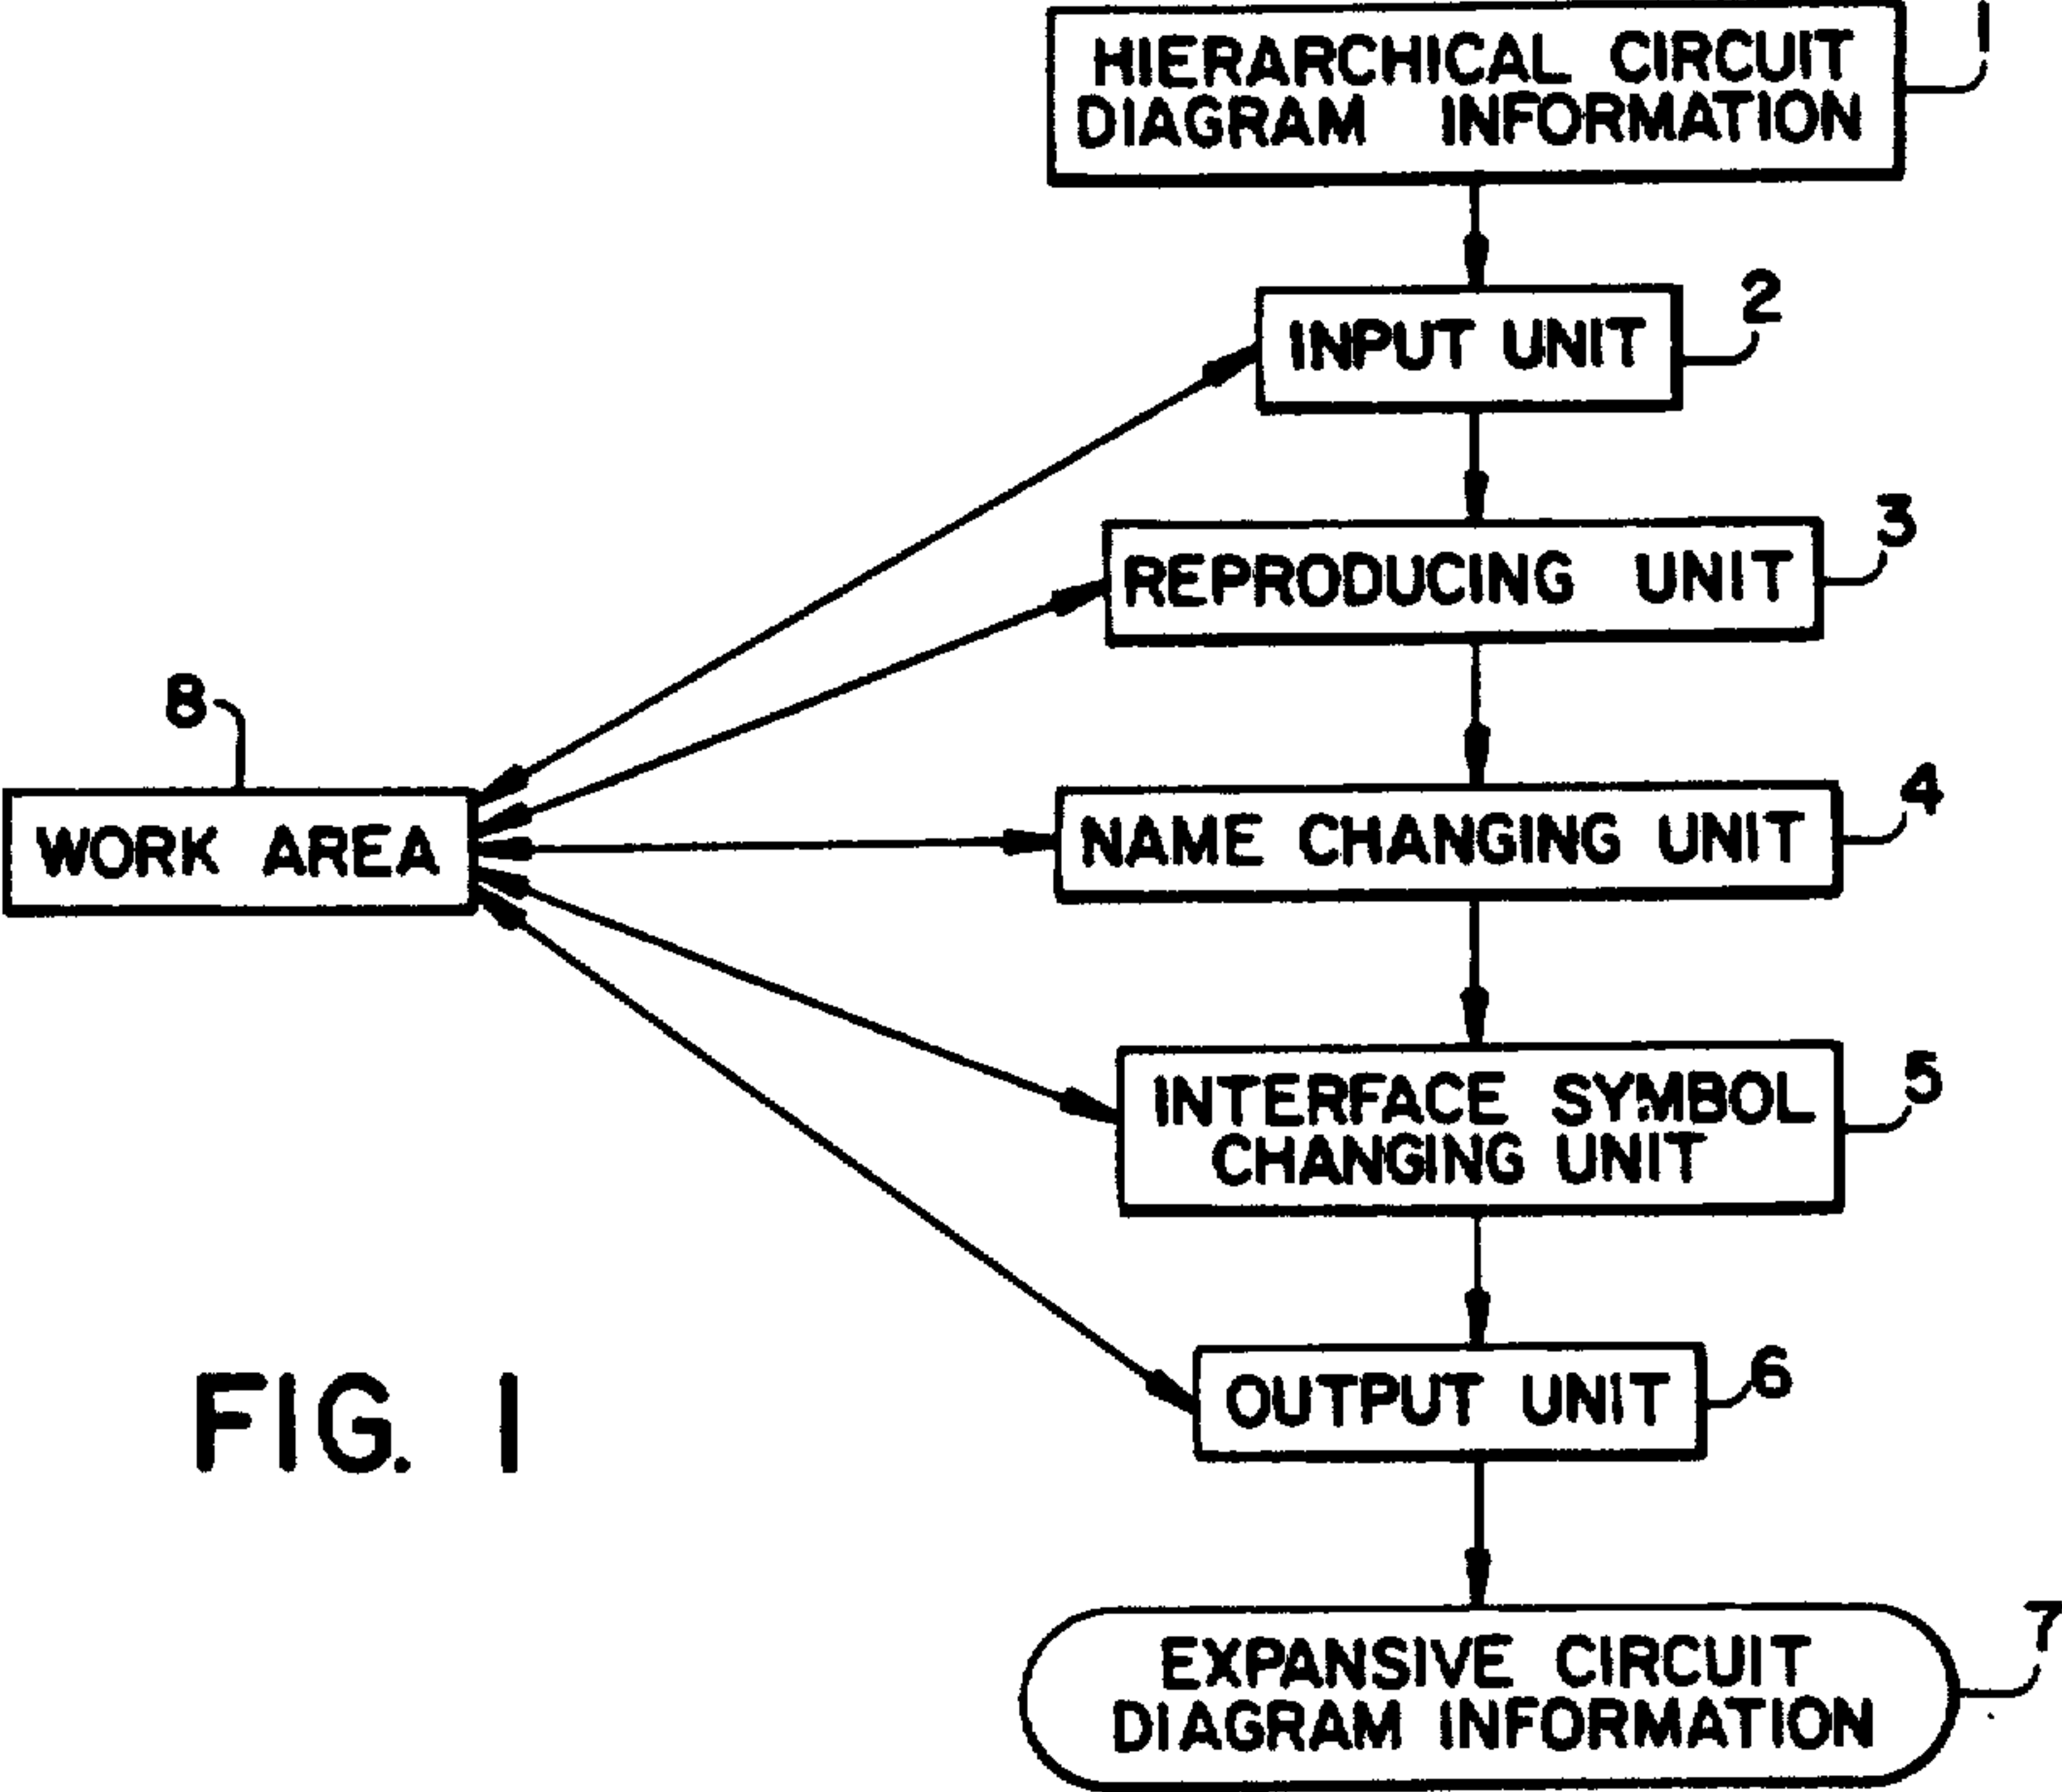 HIERARCHICAL CIRCUIT
DIAGRAM INFORMATION
1
INPUT UNIT
2
REPRODUCING UNIT
3
8
WORK AREA
NAME CHANGING UNIT
4
INTERFACE SYMBOL
CHANGING UNIT
5
OUTPUT UNIT
6
FIG. 1
EXPANSIVE CIRCUIT
DIAGRAM INFORMATION
7